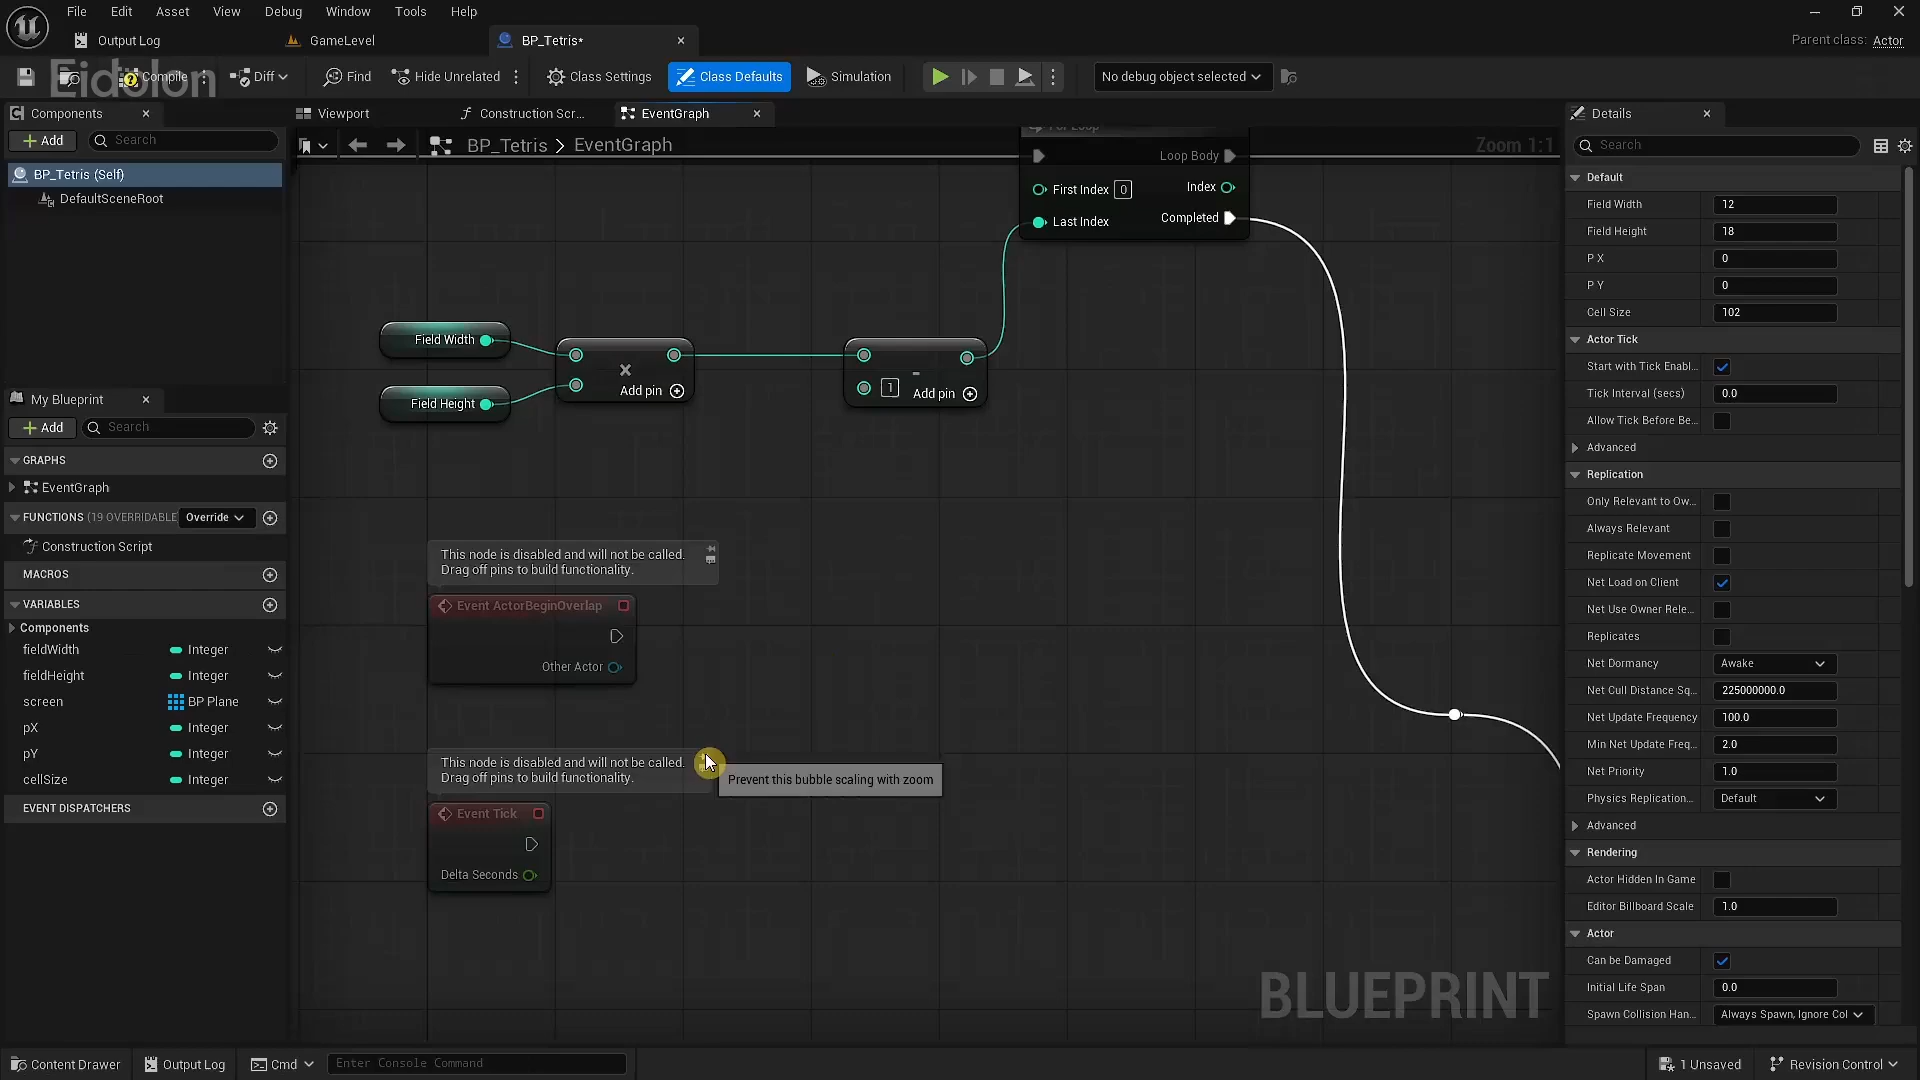 File Edit Asset View Debug Window Tools Help
Output Log GameLevel BP_Tetris*
Parent class: Actor
Eidolon
Compile Diff Find Hide Unrelated Class Settings Class Defaults Simulation No debug object selected
Components
Add Search
BP_Tetris (Self)
DefaultSceneRoot
My Blueprint
Add Search
GRAPHS
EventGraph
FUNCTIONS (19 OVERRIDABLE Override
Construction Script
MACROS
VARIABLES
Components
fieldWidth Integer
fieldHeight Integer
screen BP Plane
pX Integer
pY Integer
cellSize Integer
EVENT DISPATCHERS
Viewport Construction Scr... EventGraph
BP_Tetris > EventGraph Zoom 1:1
For Loop
Loop Body
First Index 0 Index
Last Index Completed
Field Width
Field Height
Add pin
1 Add pin
This node is disabled and will not be called.
Drag off pins to build functionality.
Event ActorBeginOverlap
Other Actor
This node is disabled and will not be called.
Drag off pins to build functionality.
Prevent this bubble scaling with zoom
Event Tick
Delta Seconds
BLUEPRINT
Details
Search
Default
Field Width 12
Field Height 18
P X 0
P Y 0
Cell Size 102
Actor Tick
Start with Tick Enabl...
Tick Interval (secs) 0.0
Allow Tick Before Be...
Advanced
Replication
Only Relevant to Ow...
Always Relevant
Replicate Movement
Net Load on Client
Net Use Owner Rele...
Replicates
Net Dormancy Awake
Net Cull Distance Sq... 225000000.0
Net Update Frequency 100.0
Min Net Update Freq... 2.0
Net Priority 1.0
Physics Replication... Default
Advanced
Rendering
Actor Hidden In Game
Editor Billboard Scale 1.0
Actor
Can be Damaged
Initial Life Span 0.0
Spawn Collision Han... Always Spawn, Ignore Col
Content Drawer Output Log Cmd Enter Console Command 1 Unsaved Revision Control